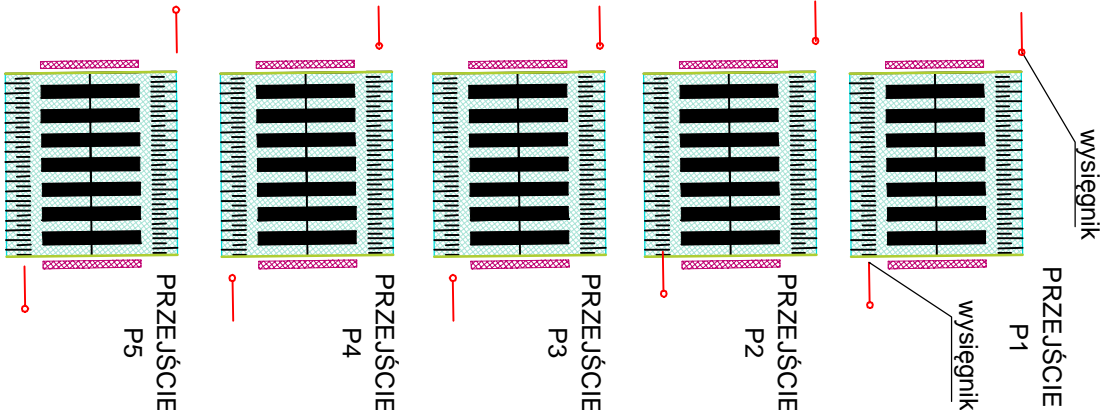 wysięgnik
PRZEJŚCIE
P1
wysięgnik
PRZEJŚCIE
P2
PRZEJŚCIE
P3
PRZEJŚCIE
P4
PRZEJŚCIE
P5